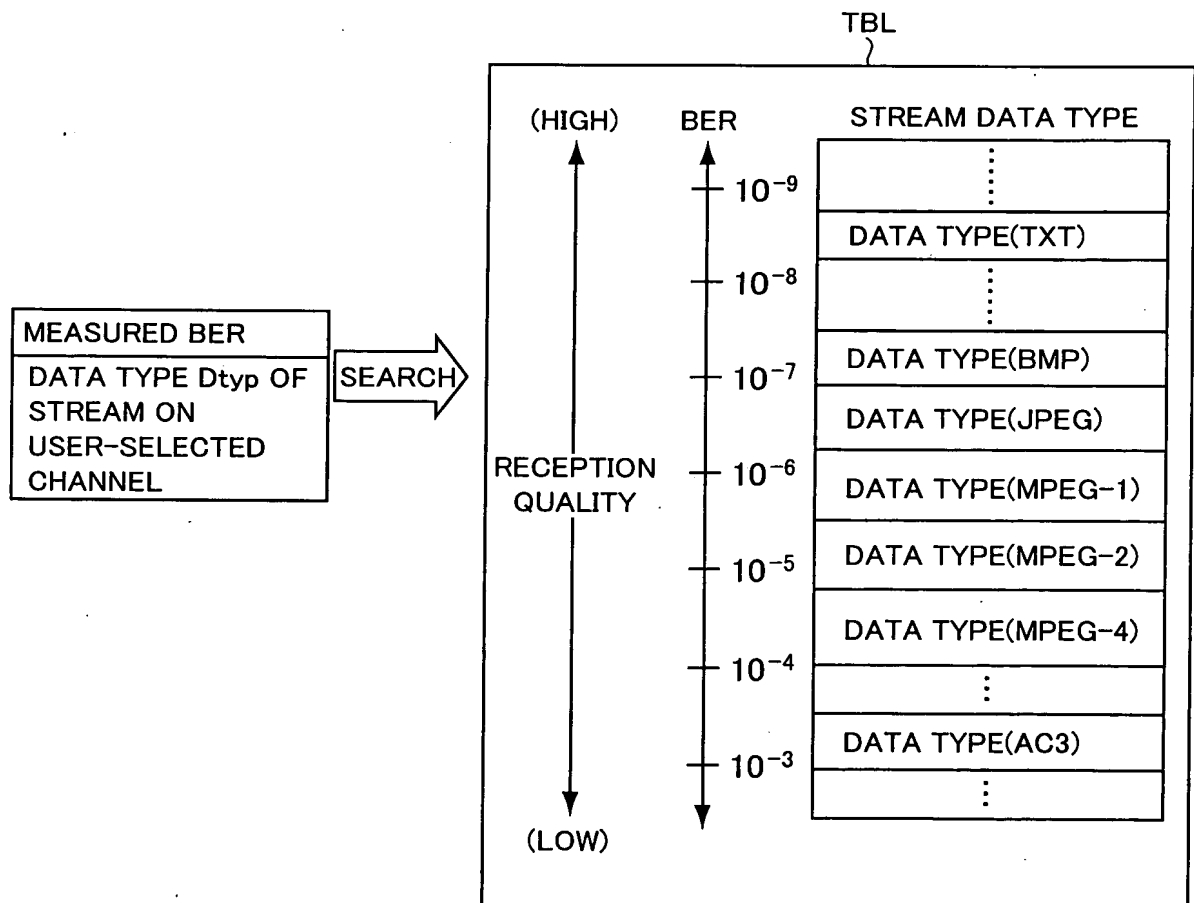 TBL
(HIGH)
BER
STREAM DATA TYPE
10⁻⁹
DATA TYPE(TXT)
10⁻⁸
MEASURED BER
DATA TYPE Dtyp OF
STREAM ON
USER-SELECTED
CHANNEL
SEARCH
DATA TYPE(BMP)
10⁻⁷
DATA TYPE(JPEG)
RECEPTION
QUALITY
10⁻⁶
DATA TYPE(MPEG-1)
10⁻⁵
DATA TYPE(MPEG-2)
DATA TYPE(MPEG-4)
10⁻⁴
DATA TYPE(AC3)
10⁻³
(LOW)